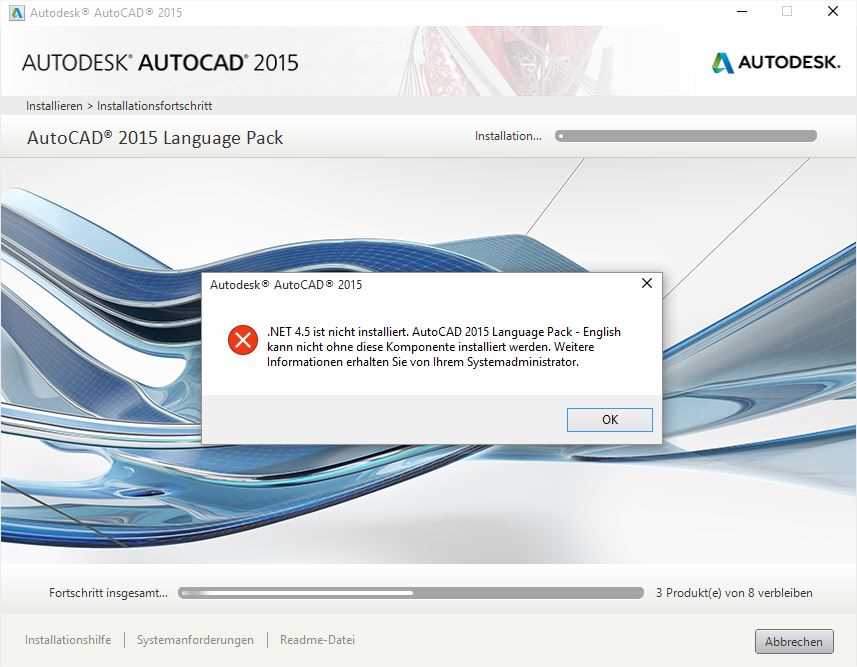 Autodesk® AutoCAD® 2015
AUTODESK® AUTOCAD® 2015
AUTODESK.
Installieren > Installationsfortschritt
AutoCAD® 2015 Language Pack
Installation...
Autodesk® AutoCAD® 2015
.NET 4.5 ist nicht installiert. AutoCAD 2015 Language Pack - English
kann nicht ohne diese Komponente installiert werden. Weitere
Informationen erhalten Sie von Ihrem Systemadministrator.
OK
Fortschritt insgesamt...
3 Produkt(e) von 8 verbleiben
Installationshilfe
Systemanforderungen
Readme-Datei
Abbrechen